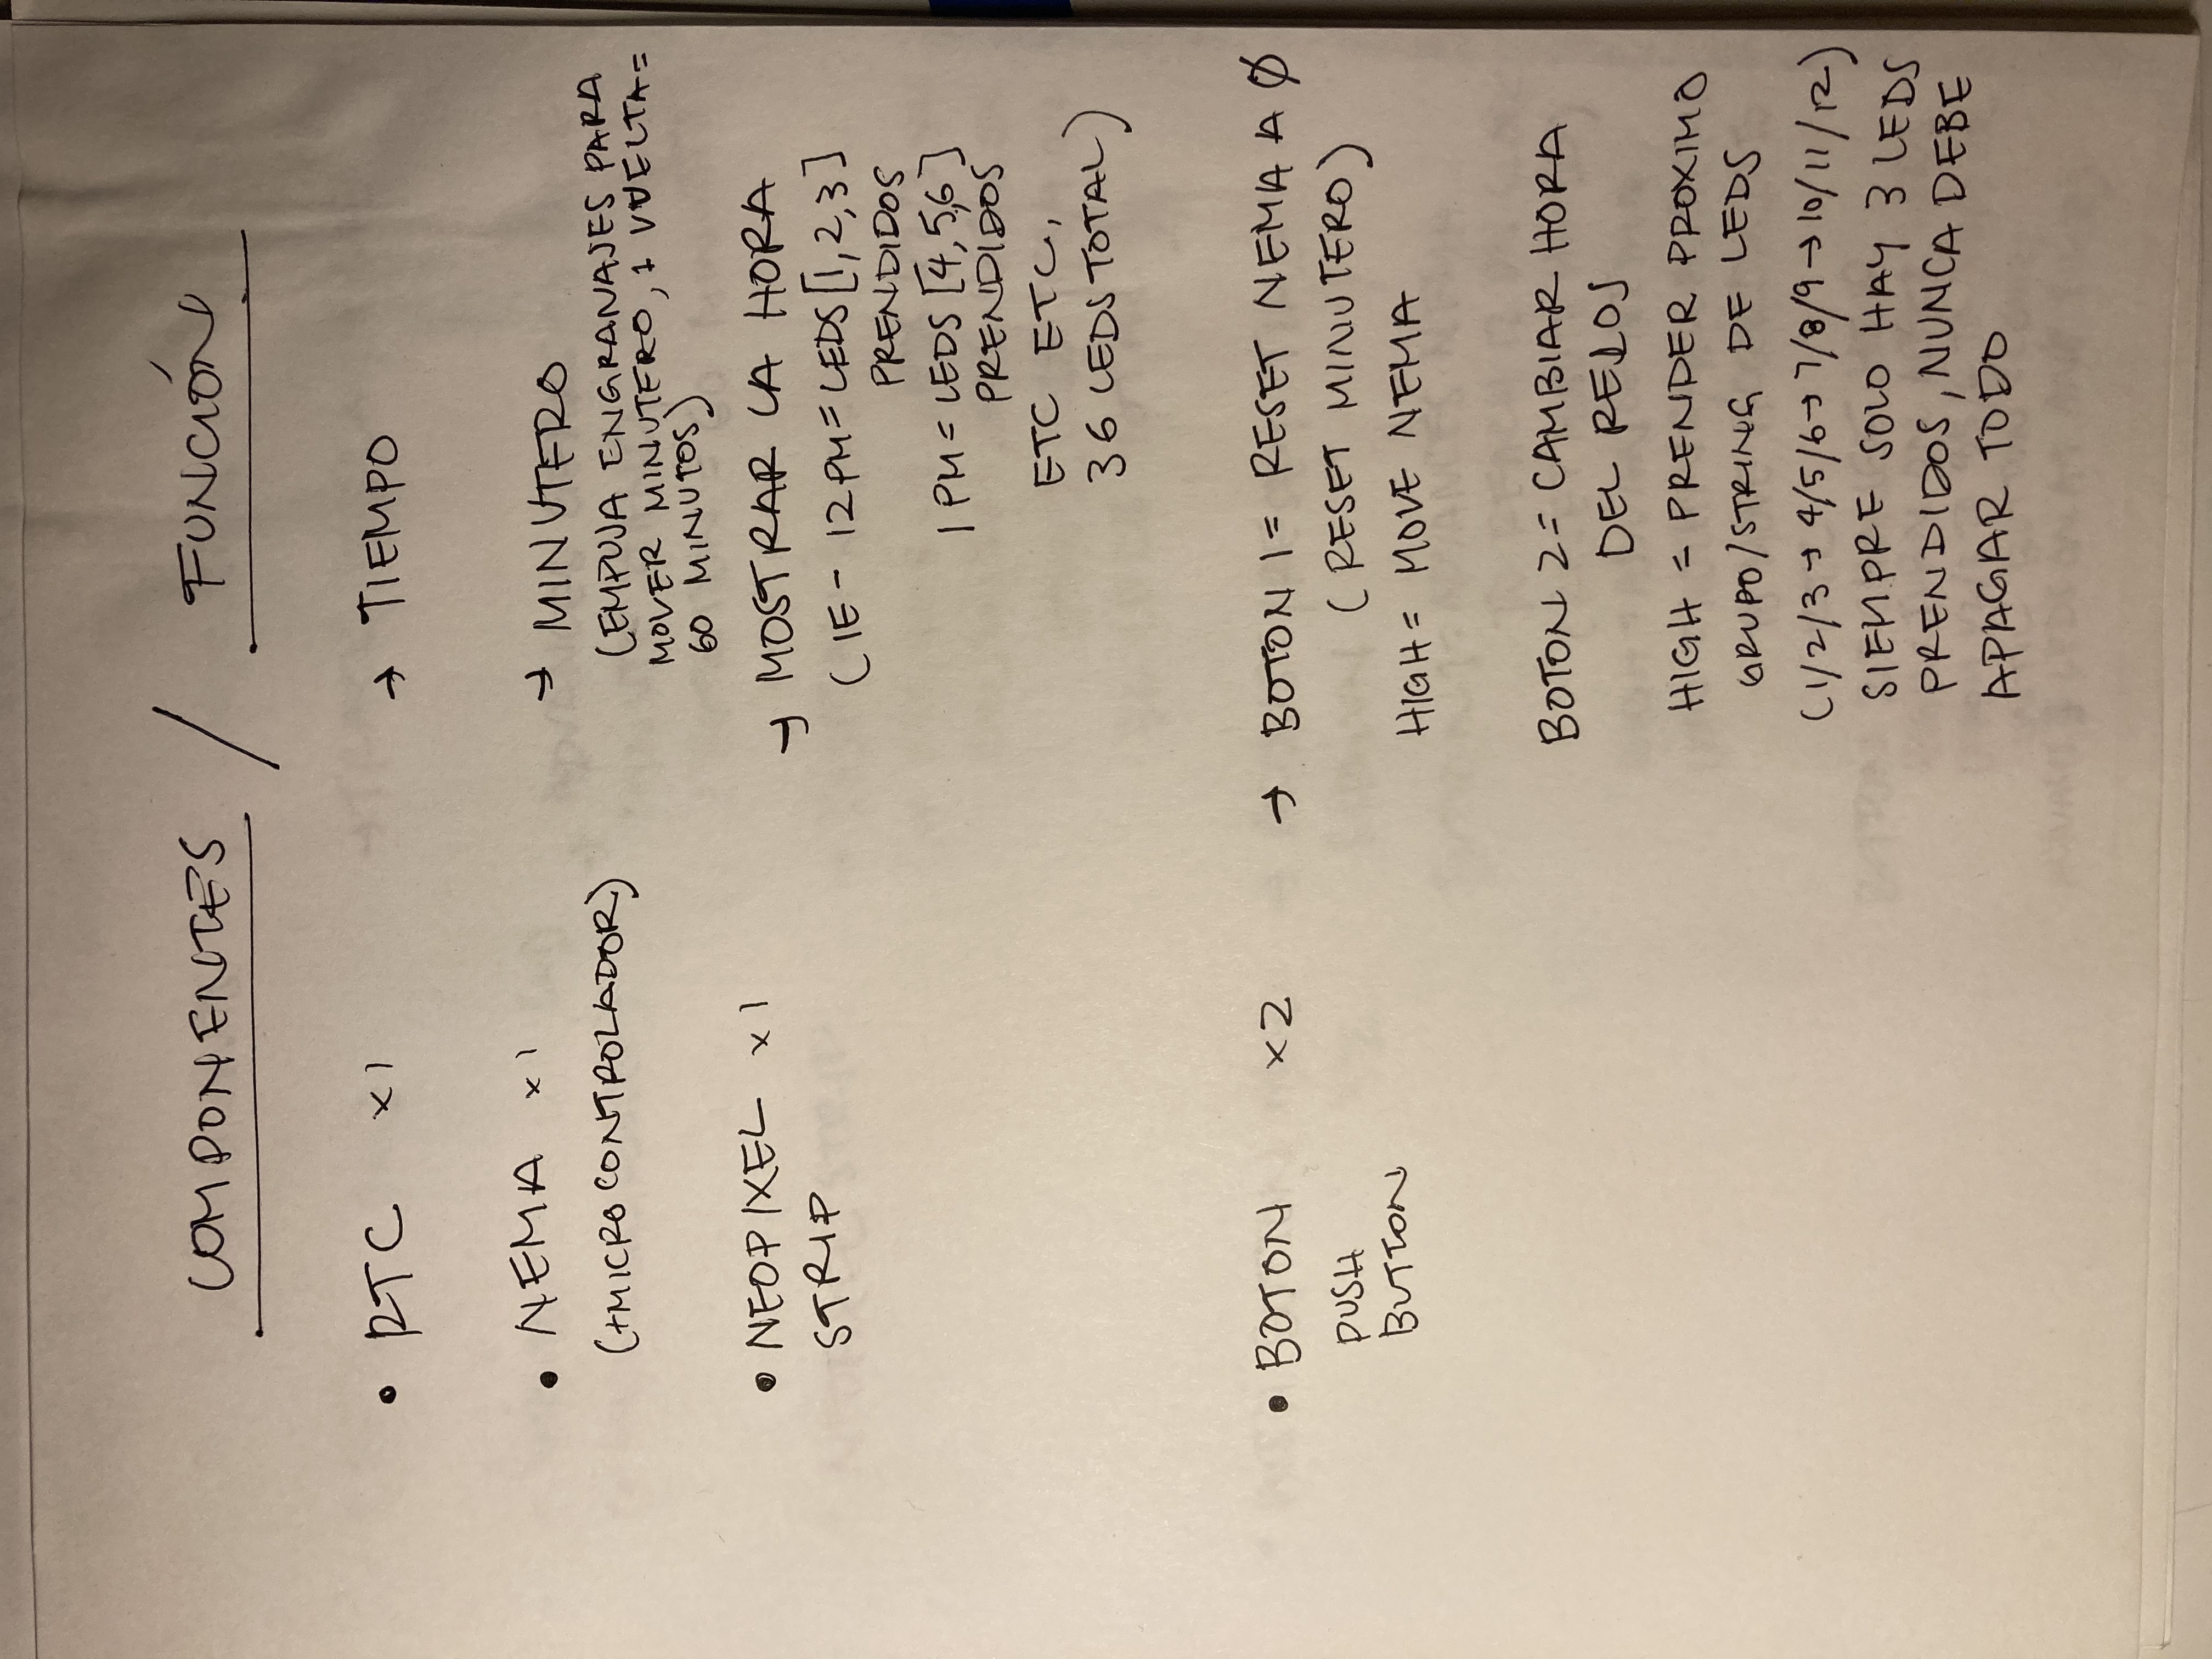 COMPONENTES / FUNCIÓN
• RTC x1 → TIEMPO
• NEMA x1 → MINUTERO
(+MICROCONTROLADOR) (EMPUJA ENGRANAJES PARA
MOVER MINUTERO, 1 VUELTA=
60 MINUTOS)
• NEOPIXEL x1 → MOSTRAR LA HORA
STRIP (IE - 12PM = LEDS [1,2,3]
PRENDIDOS
1 PM = LEDS [4,5,6]
PRENDIDOS
ETC ETC,
36 LEDS TOTAL)
• BOTON x2 → BOTON 1 = RESET NEMA A Ø
PUSH (RESET MINUTERO)
BUTTON HIGH = MOVE NEMA
BOTON 2 = CAMBIAR HORA
DEL RELOJ
HIGH = PRENDER PROXIMO
GRUPO/STRING DE LEDS
(1/2/3 → 4/5/6 → 7/8/9 → 10/11/12)
SIEMPRE SOLO HAY 3 LEDS
PRENDIDOS, NUNCA DEBE
APAGAR TODO